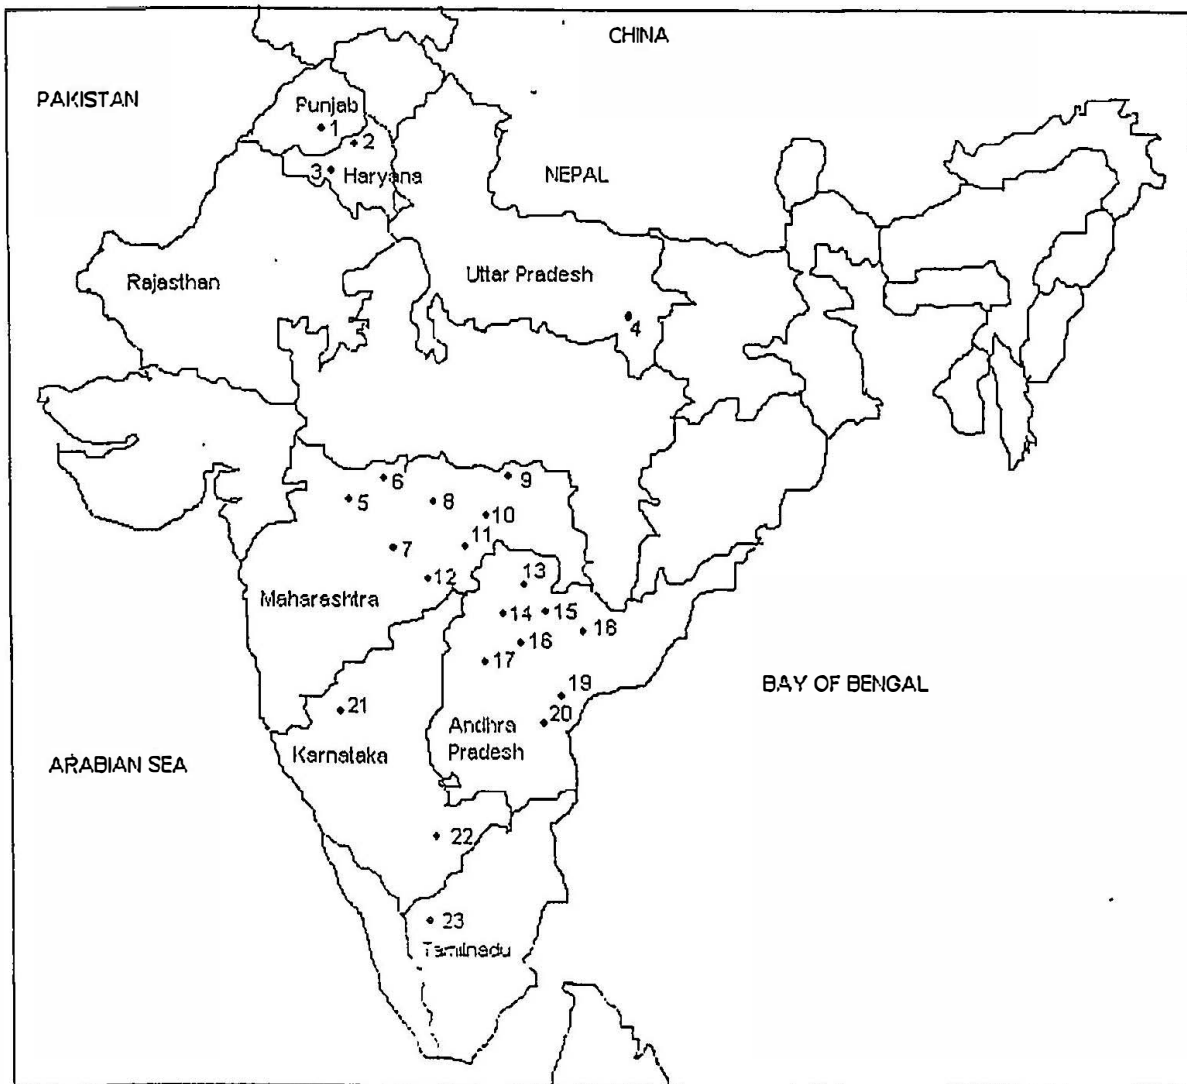 CHINA
PAKISTAN
Punjab
1
2
3
Haryana
NEPAL
Rajasthan
Uttar Pradesh
4
5
6
8
9
10
7
11
12
13
Maharashtra
14
15
16
18
17
19
20
21
BAY OF BENGAL
Andhra
Pradesh
Karnataka
ARABIAN SEA
22
23
Tamilnadu